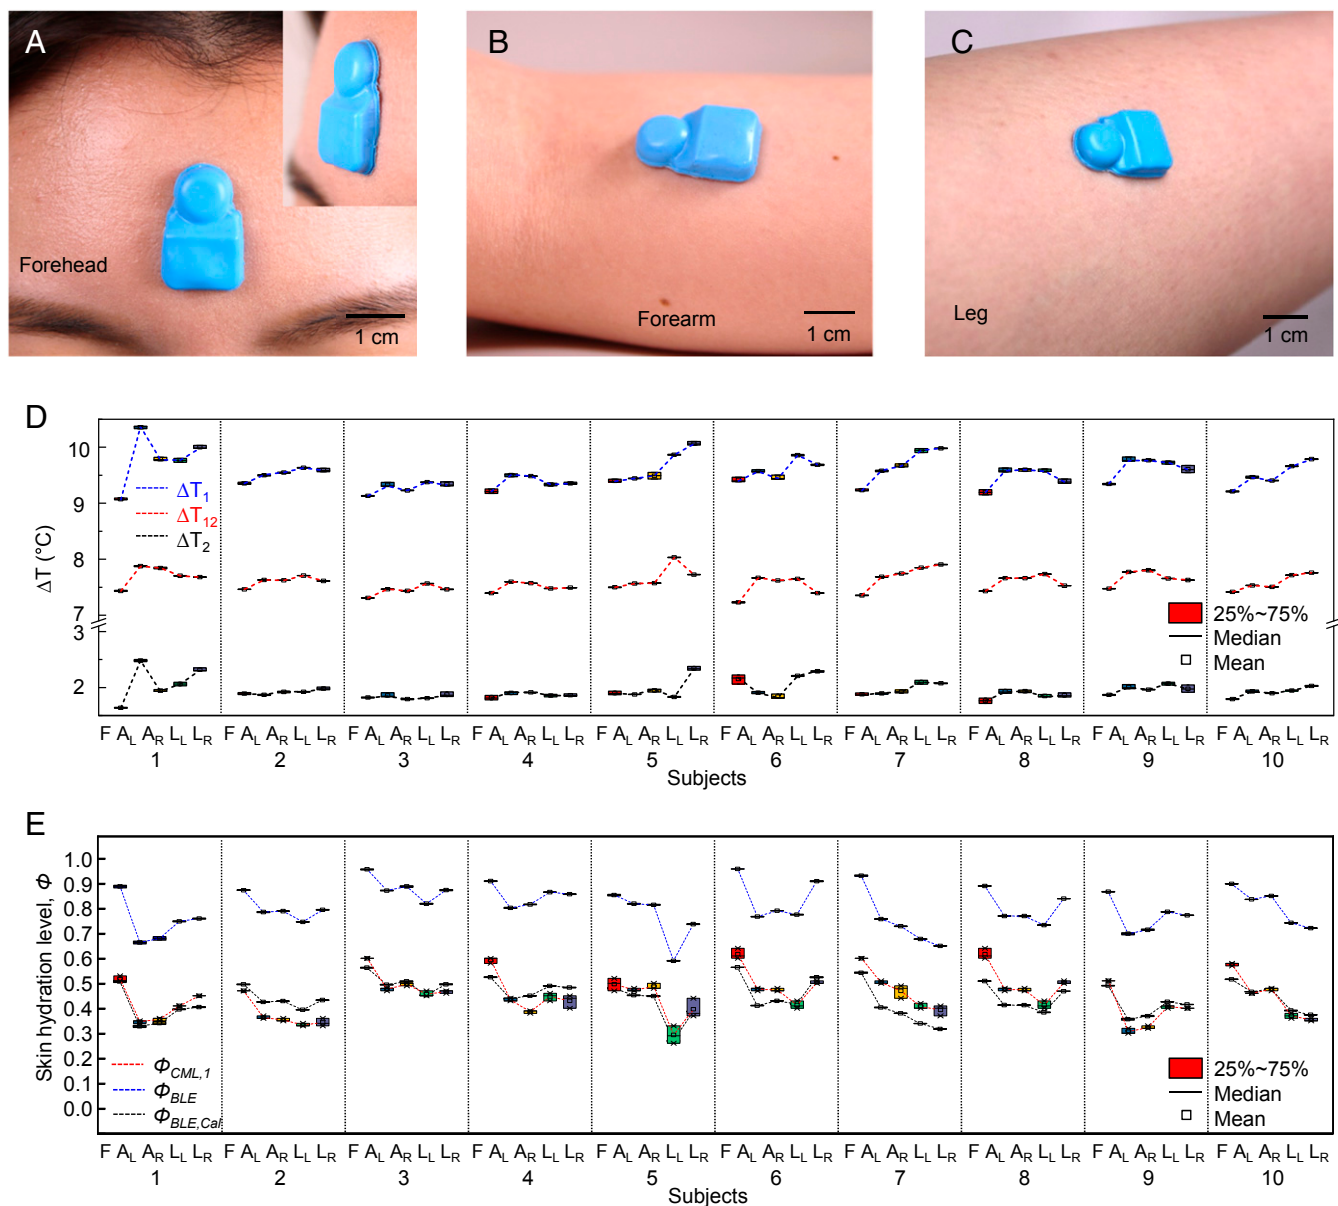 A
Forehead
1 cm
B
Forearm
1 cm
C
Leg
1 cm
D
ΔT (°C)
10
9
8
7
3
2
ΔT1
ΔT12
ΔT2
25%~75%
Median
Mean
F AL AR LL LR F AL AR LL LR F AL AR LL LR F AL AR LL LR F AL AR LL LR F AL AR LL LR F AL AR LL LR F AL AR LL LR F AL AR LL LR F AL AR LL LR
1 2 3 4 5 6 7 8 9 10
Subjects
E
Skin hydration level, Φ
1.0
0.9
0.8
0.7
0.6
0.5
0.4
0.3
0.2
0.1
0.0
ΦCML,1
ΦBLE
ΦBLE,Cal
25%~75%
Median
Mean
F AL AR LL LR F AL AR LL LR F AL AR LL LR F AL AR LL LR F AL AR LL LR F AL AR LL LR F AL AR LL LR F AL AR LL LR F AL AR LL LR F AL AR LL LR
1 2 3 4 5 6 7 8 9 10
Subjects